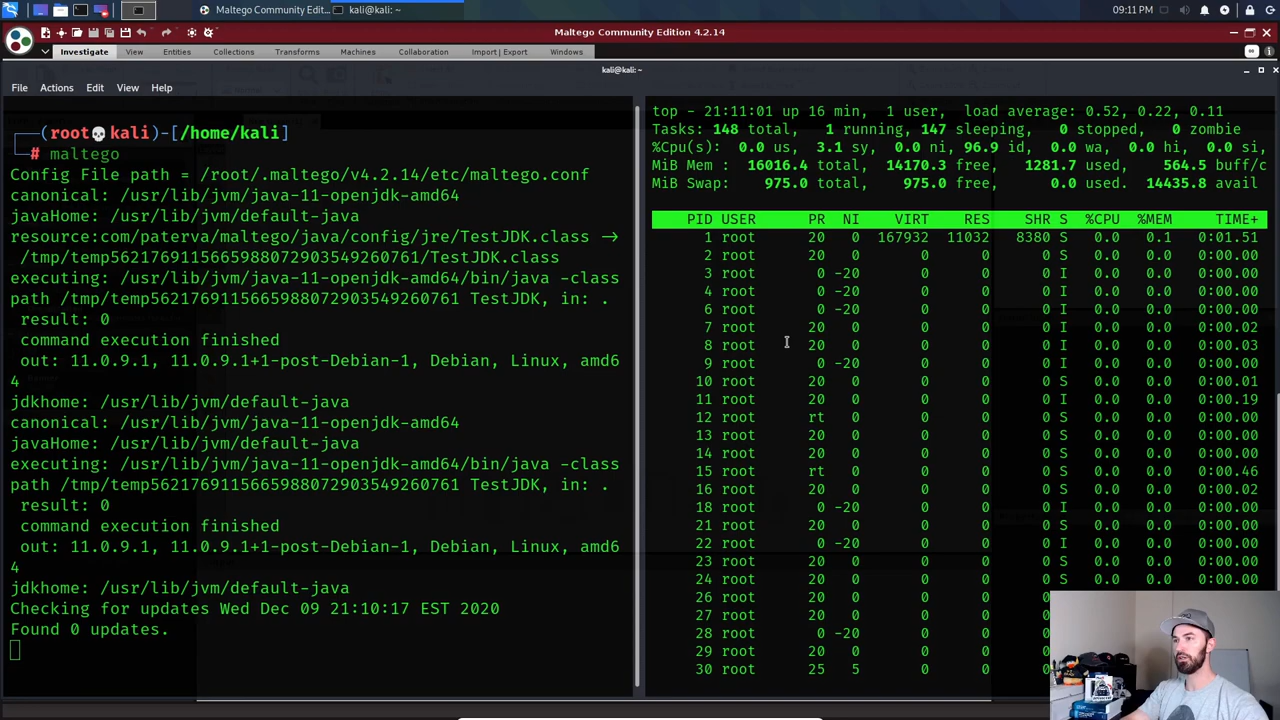 Maltego Community Edit...
kali@kali: ~
09:11 PM
Maltego Community Edition 4.2.14
Investigate View Entities Collections Transforms Machines Collaboration Import | Export Windows
kali@kali: ~
File Actions Edit View Help
(root💀kali)-[/home/kali]
# maltego
Config File path = /root/.maltego/v4.2.14/etc/maltego.conf
canonical: /usr/lib/jvm/java-11-openjdk-amd64
javaHome: /usr/lib/jvm/default-java
resource:com/paterva/maltego/java/config/jre/TestJDK.class →
/tmp/temp5621769115665988072903549260761/TestJDK.class
executing: /usr/lib/jvm/java-11-openjdk-amd64/bin/java -class
path /tmp/temp5621769115665988072903549260761 TestJDK, in: .
result: 0
command execution finished
out: 11.0.9.1, 11.0.9.1+1-post-Debian-1, Debian, Linux, amd6
4
jdkhome: /usr/lib/jvm/default-java
canonical: /usr/lib/jvm/java-11-openjdk-amd64
javaHome: /usr/lib/jvm/default-java
executing: /usr/lib/jvm/java-11-openjdk-amd64/bin/java -class
path /tmp/temp5621769115665988072903549260761 TestJDK, in: .
result: 0
command execution finished
out: 11.0.9.1, 11.0.9.1+1-post-Debian-1, Debian, Linux, amd6
4
jdkhome: /usr/lib/jvm/default-java
Checking for updates Wed Dec 09 21:10:17 EST 2020
Found 0 updates.
top - 21:11:01 up 16 min, 1 user, load average: 0.52, 0.22, 0.11
Tasks: 148 total, 1 running, 147 sleeping, 0 stopped, 0 zombie
%Cpu(s): 0.0 us, 3.1 sy, 0.0 ni, 96.9 id, 0.0 wa, 0.0 hi, 0.0 si,
MiB Mem : 16016.4 total, 14170.3 free, 1281.7 used, 564.5 buff/c
MiB Swap: 975.0 total, 975.0 free, 0.0 used. 14435.8 avail
PID USER PR NI VIRT RES SHR S %CPU %MEM TIME+
1 root 20 0 167932 11032 8380 S 0.0 0.1 0:01.51
2 root 20 0 0 0 0 S 0.0 0.0 0:00.00
3 root 0 -20 0 0 0 I 0.0 0.0 0:00.00
4 root 0 -20 0 0 0 I 0.0 0.0 0:00.00
6 root 0 -20 0 0 0 I 0.0 0.0 0:00.00
7 root 20 0 0 0 0 I 0.0 0.0 0:00.02
8 root 20 0 0 0 0 I 0.0 0.0 0:00.03
9 root 0 -20 0 0 0 I 0.0 0.0 0:00.00
10 root 20 0 0 0 0 S 0.0 0.0 0:00.01
11 root 20 0 0 0 0 I 0.0 0.0 0:00.19
12 root rt 0 0 0 0 S 0.0 0.0 0:00.00
13 root 20 0 0 0 0 S 0.0 0.0 0:00.00
14 root 20 0 0 0 0 S 0.0 0.0 0:00.00
15 root rt 0 0 0 0 S 0.0 0.0 0:00.46
16 root 20 0 0 0 0 S 0.0 0.0 0:00.02
18 root 0 -20 0 0 0 I 0.0 0.0 0:00.00
21 root 20 0 0 0 0 S 0.0 0.0 0:00.00
22 root 0 -20 0 0 0 I 0.0 0.0 0:00.00
23 root 20 0 0 0 0 S 0.0 0.0 0:00.00
24 root 20 0 0 0 0 S 0.0 0.0 0:00.00
26 root 20 0 0 0
27 root 20 0 0 0
28 root 0 -20 0 0
29 root 20 0 0 0
30 root 25 5 0 0